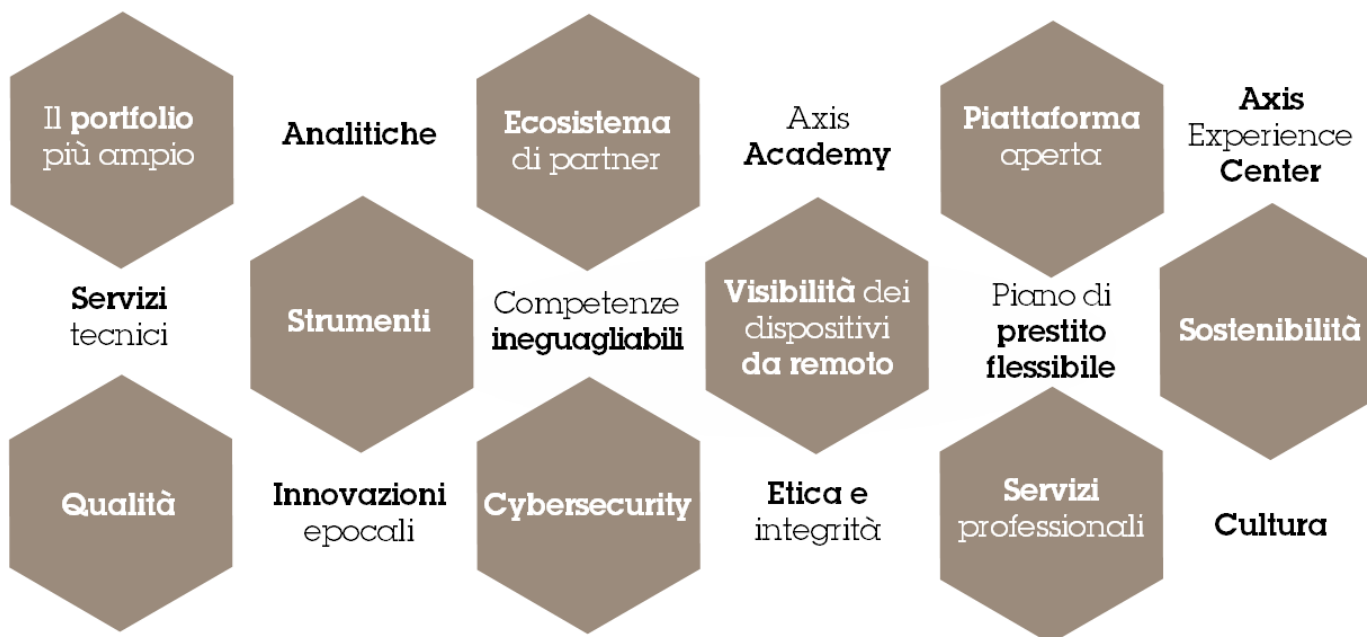 Il portfolio
più ampio
Analitiche
Ecosistema
di partner
Axis
Academy
Piattaforma
aperta
Axis
Experience
Center
Servizi
tecnici
Strumenti
Competenze
ineguagliabili
Visibilità dei
dispositivi
da remoto
Piano di
prestito
flessibile
Sostenibilità
Qualità
Innovazioni
epocali
Cybersecurity
Etica e
integrità
Servizi
professionali
Cultura